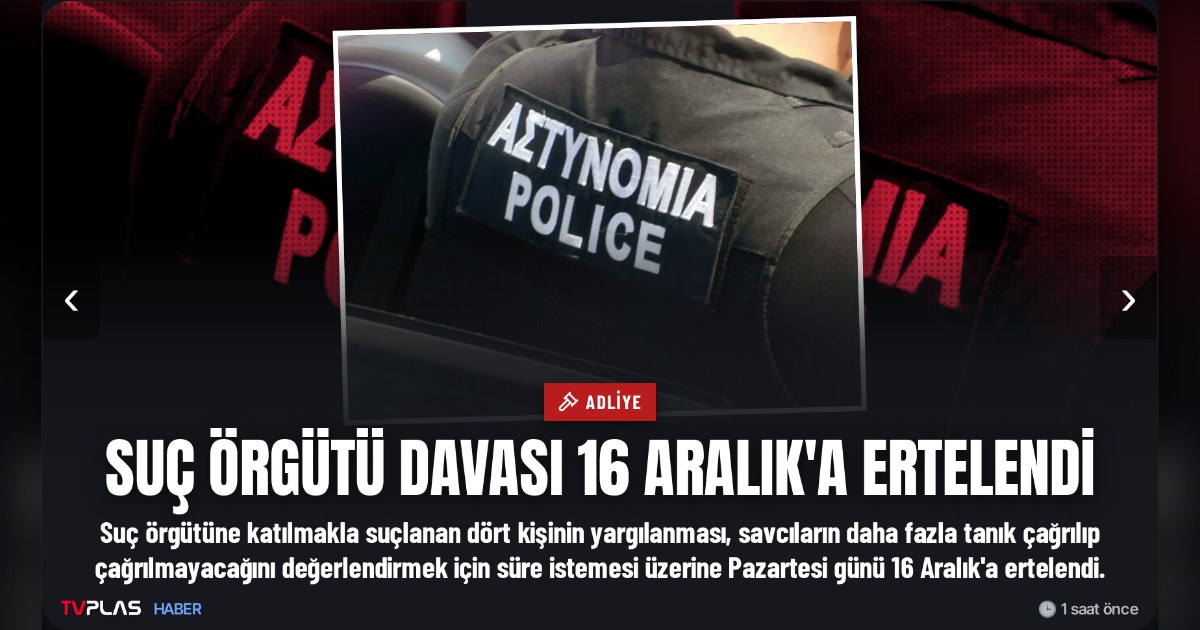 ΑΣΤΥΝΟΜΙΑ
POLICE
ΜΙΑ
ADLİYE
SUÇ ÖRGÜTÜ DAVASI 16 ARALIK'A ERTELENDİ
Suç örgütüne katılmakla suçlanan dört kişinin yargılanması, savcıların daha fazla tanık çağrılıp
çağrılmayacağını değerlendirmek için süre istemesi üzerine Pazartesi günü 16 Aralık'a ertelendi.
TVPLAS HABER
1 saat önce